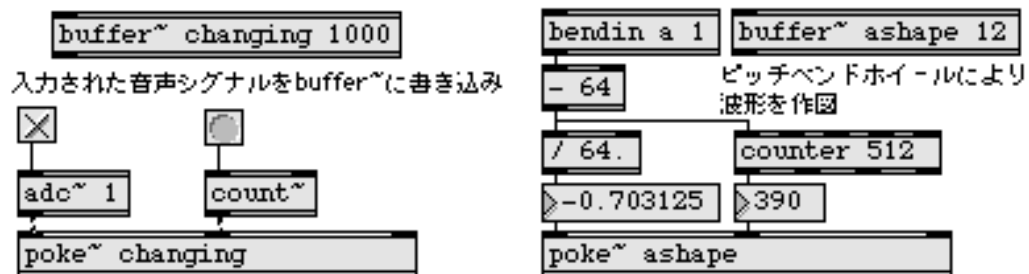 buffer~ changing 1000
入力された音声シグナルをbuffer~に書き込み
adc~ 1
count~
poke~ changing
bendin a 1
buffer~ ashape 12
- 64
ピッチベンドホイールにより
波形を作図
/ 64.
counter 512
-0.703125
390
poke~ ashape